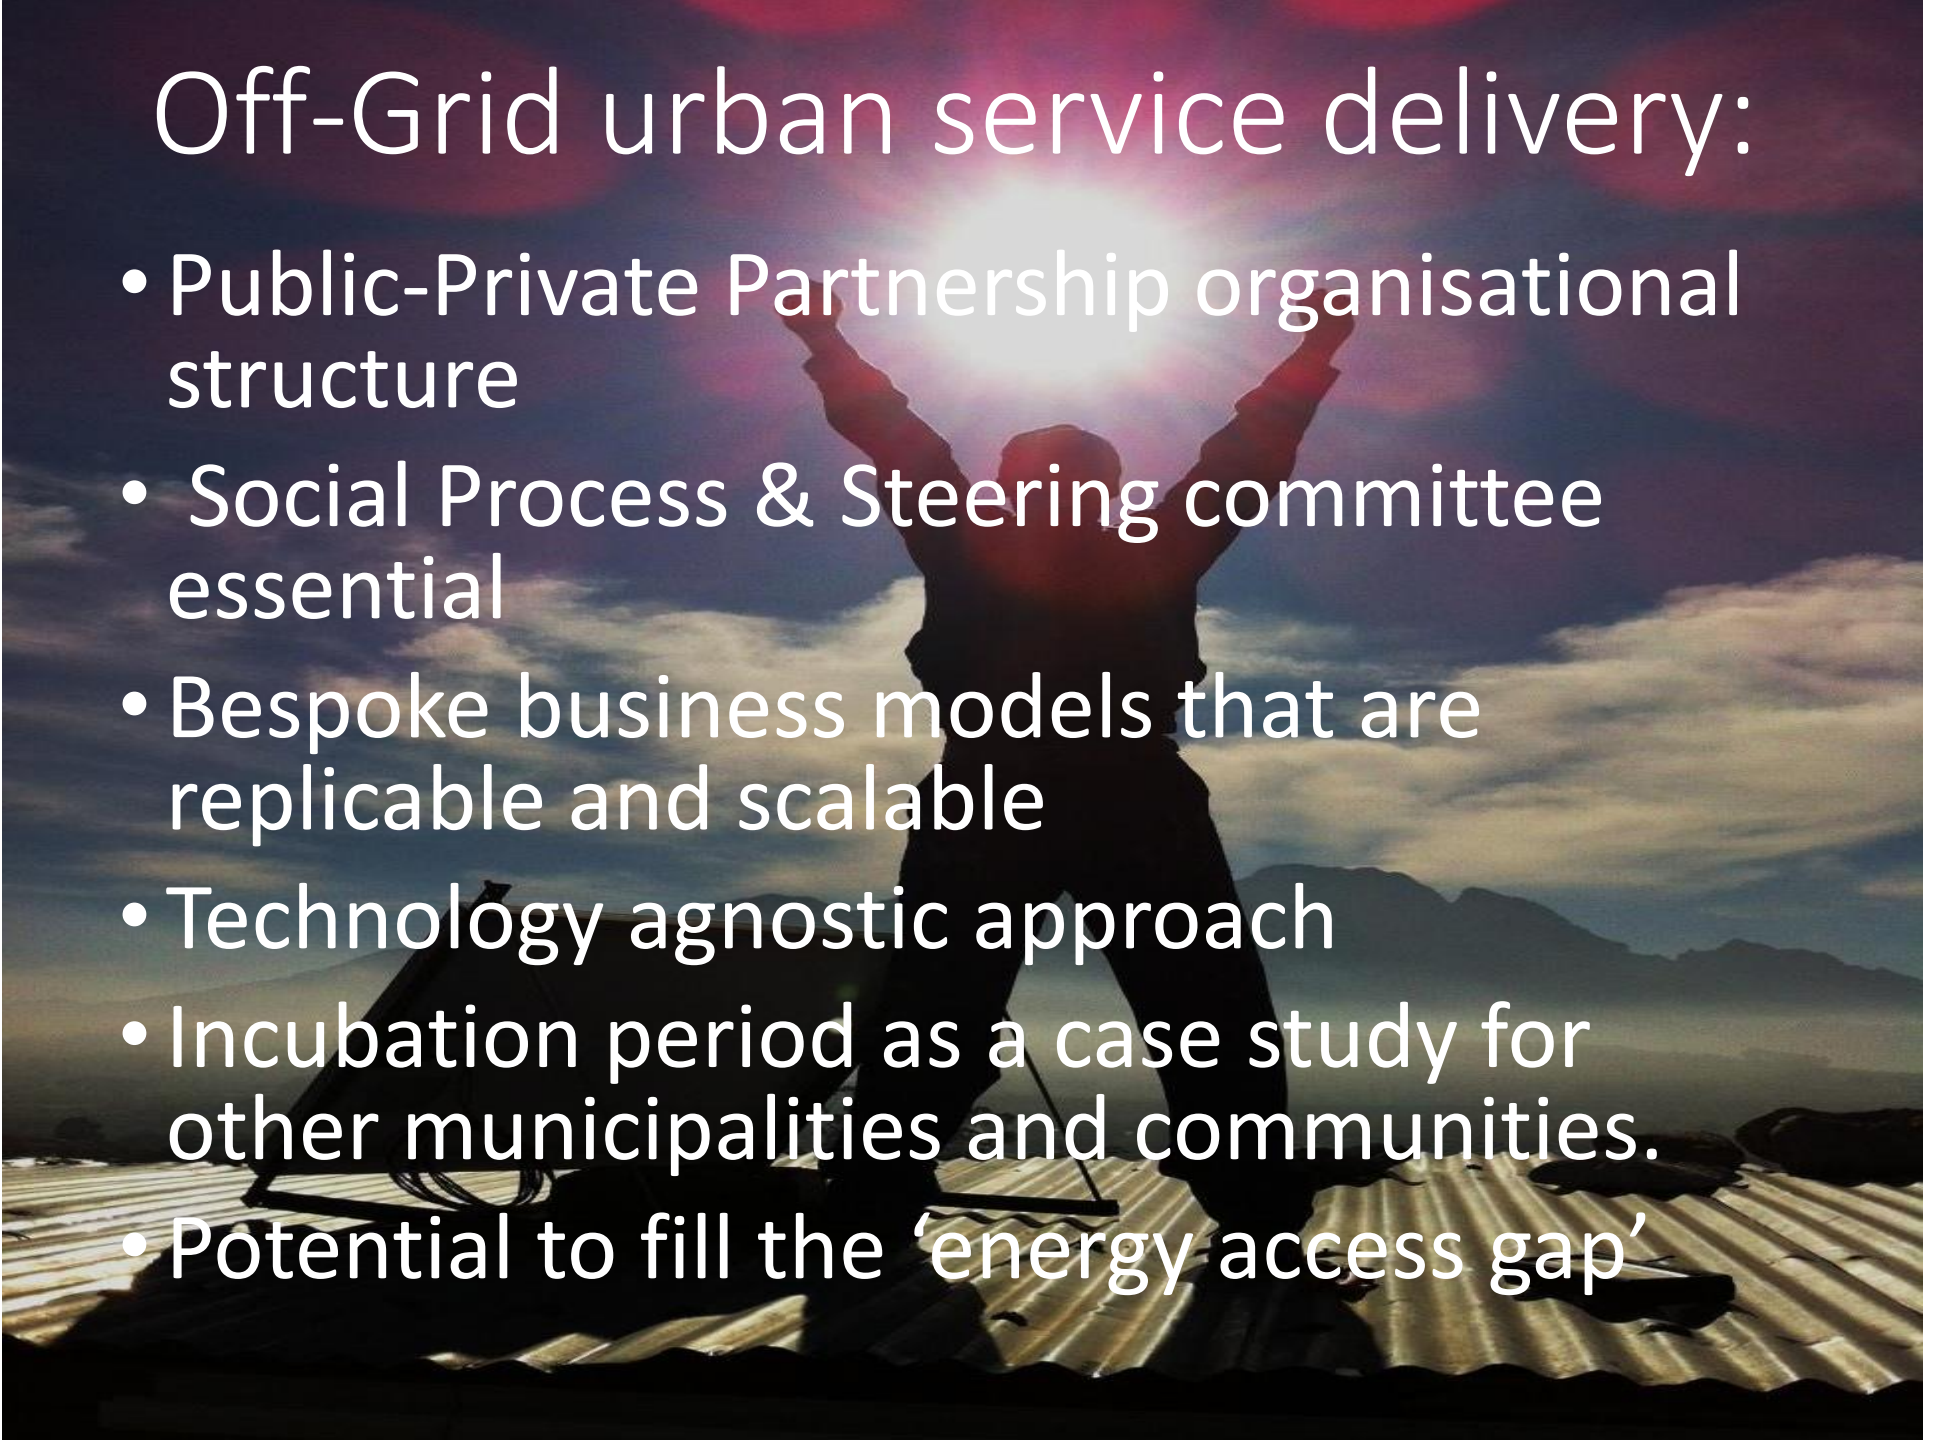 Off-Grid urban service delivery:
• Public-Private Partnership organisational
structure
• Social Process & Steering committee
essential
• Bespoke business models that are
replicable and scalable
• Technology agnostic approach
• Incubation period as a case study for
other municipalities and communities.
• Potential to fill the ‘energy access gap’